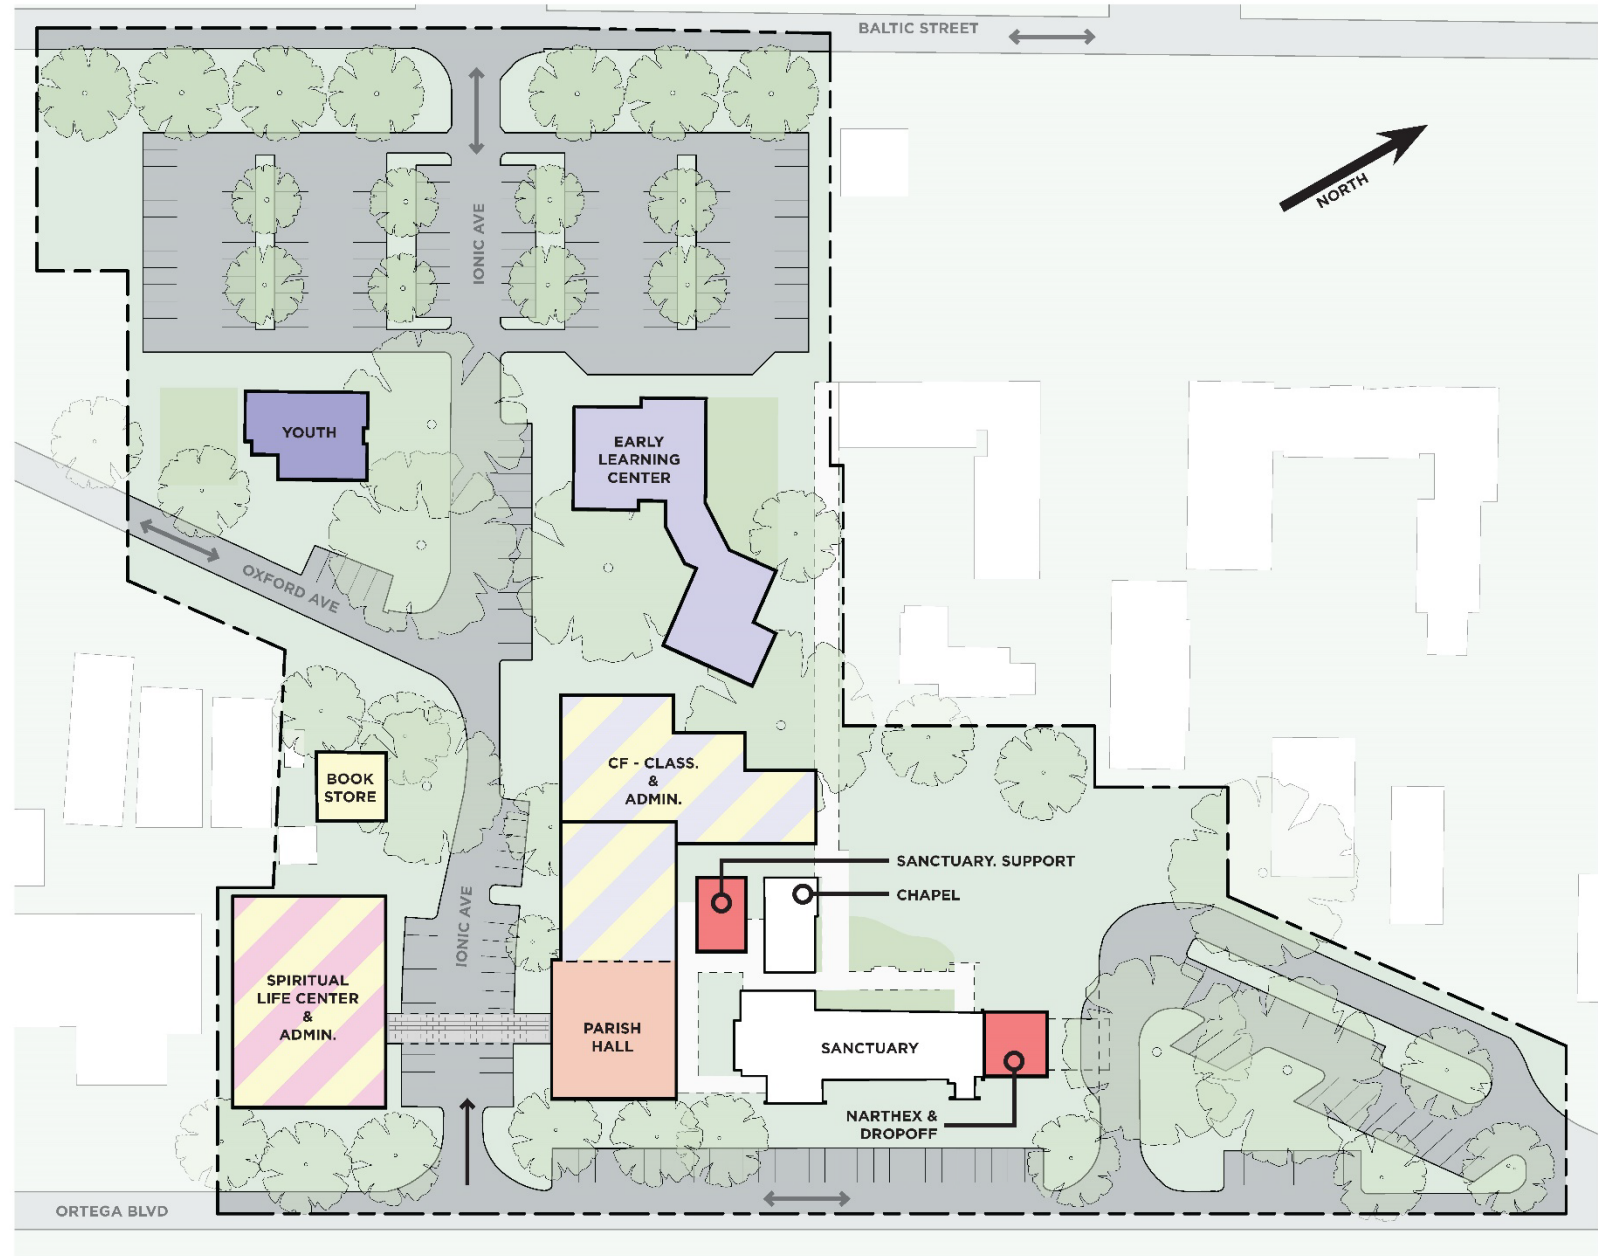 BALTIC STREET
NORTH
IONIC AVE
YOUTH
EARLY
LEARNING
CENTER
OXFORD AVE
BOOK
STORE
CF - CLASS.
&
ADMIN.
SANCTUARY. SUPPORT
CHAPEL
IONIC AVE
SPIRITUAL
LIFE CENTER
&
ADMIN.
PARISH
HALL
SANCTUARY
NARTHEX &
DROPOFF
ORTEGA BLVD